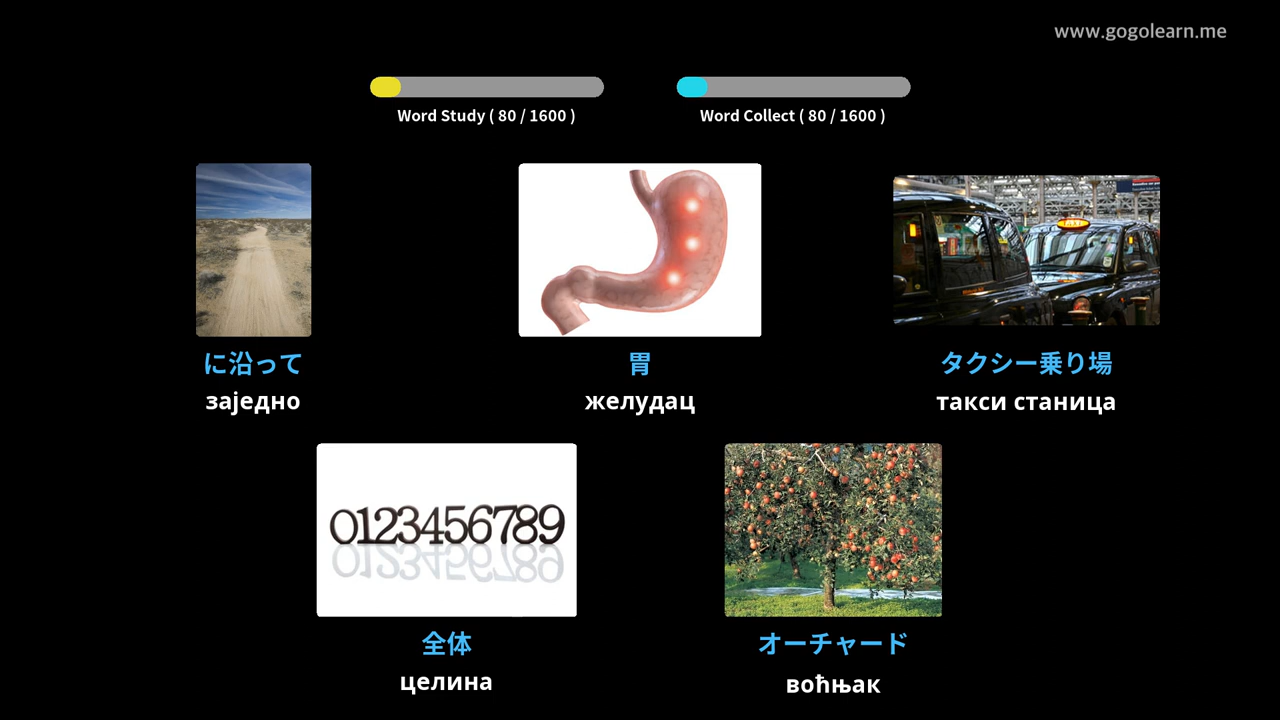 www.gogolearn.me
Word Study ( 80 / 1600 )
Word Collect ( 80 / 1600 )
TAXI
に沿って
胃
タクシー乗り場
заједно
желудац
такси станица
0123456789
全体
オーチャード
целина
воћњак